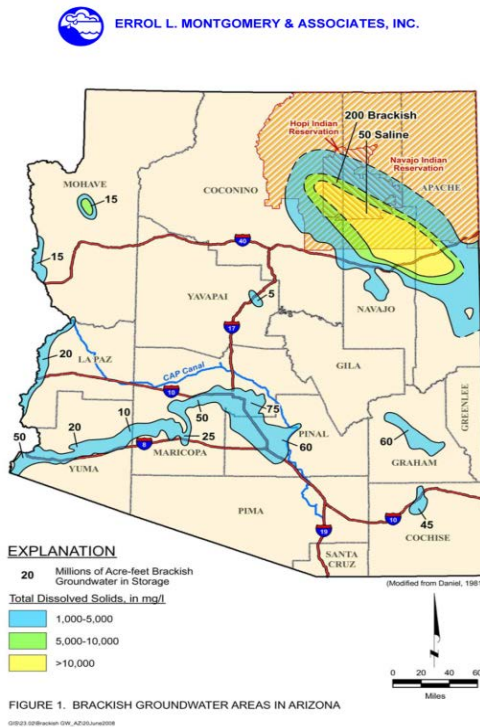 ERROL L. MONTGOMERY & ASSOCIATES, INC.
200 Brackish
50 Saline
Hopi Indian
Reservation
Navajo Indian
Reservation
APACHE
MOHAVE
15
COCONINO
15
40
YAVAPAI
5
NAVAJO
17
20
LA PAZ
CAP Canal
GILA
GREENLEE
10
50
75
10
20
25
PINAL
60
60
50
8
MARICOPA
GRAHAM
YUMA
PIMA
10
45
COCHISE
19
SANTA
CRUZ
EXPLANATION
20 Millions of Acre-feet Brackish
Groundwater in Storage
(Modified from Daniel, 1981
Total Dissolved Solids, in mg/l
1,000-5,000
5,000-10,000
>10,000
0 20 40 60
Miles
FIGURE 1. BRACKISH GROUNDWATER AREAS IN ARIZONA